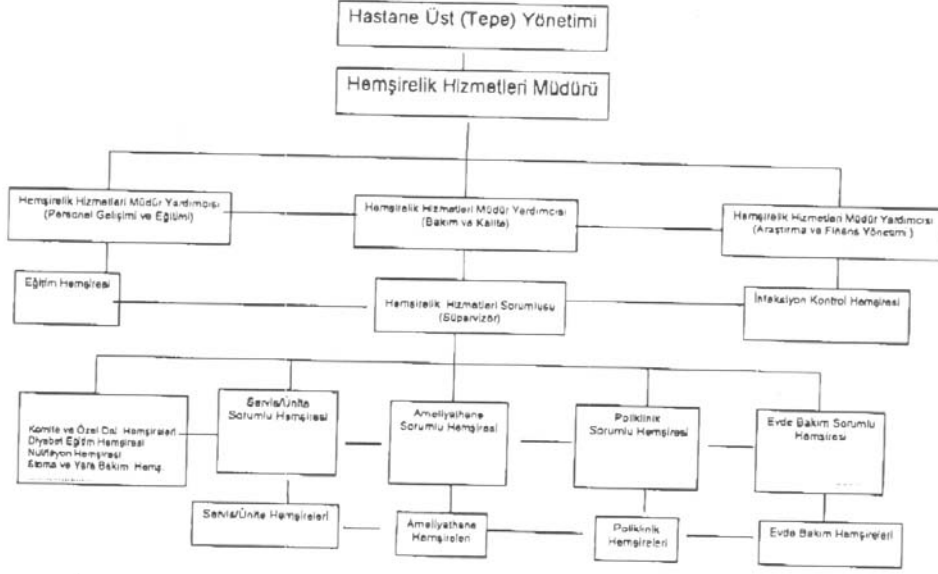 Hastane Üst (Tepe) Yönetimi
Hemşirelik Hizmetleri Müdürü
Hemşirelik Hizmetleri Müdür Yardımcısı
(Personel Gelişimi ve Eğitimi)
Hemşirelik Hizmetleri Müdür Yardımcısı
(Bakım ve Kalite)
Hemşirelik Hizmetleri Müdür Yardımcısı
(Araştırma ve Finans Yönetimi)
Eğitim Hemşiresi
Hemşirelik Hizmetleri Sorumlusu
(Süpervizör)
İnfeksiyon Kontrol Hemşiresi
Komite ve Özel Dal Hemşireleri
Diyabet Eğitim Hemşiresi
Nutrisyon Hemşiresi
Stoma ve Yara Bakım Hemş.
Servis/Ünite
Sorumlu Hemşiresi
Ameliyathane
Sorumlu Hemşiresi
Poliklinik
Sorumlu Hemşiresi
Evde Bakım Sorumlu
Hemşiresi
Servis/Ünite Hemşireleri
Ameliyathane
Hemşireleri
Poliklinik
Hemşireleri
Evde Bakım Hemşireleri